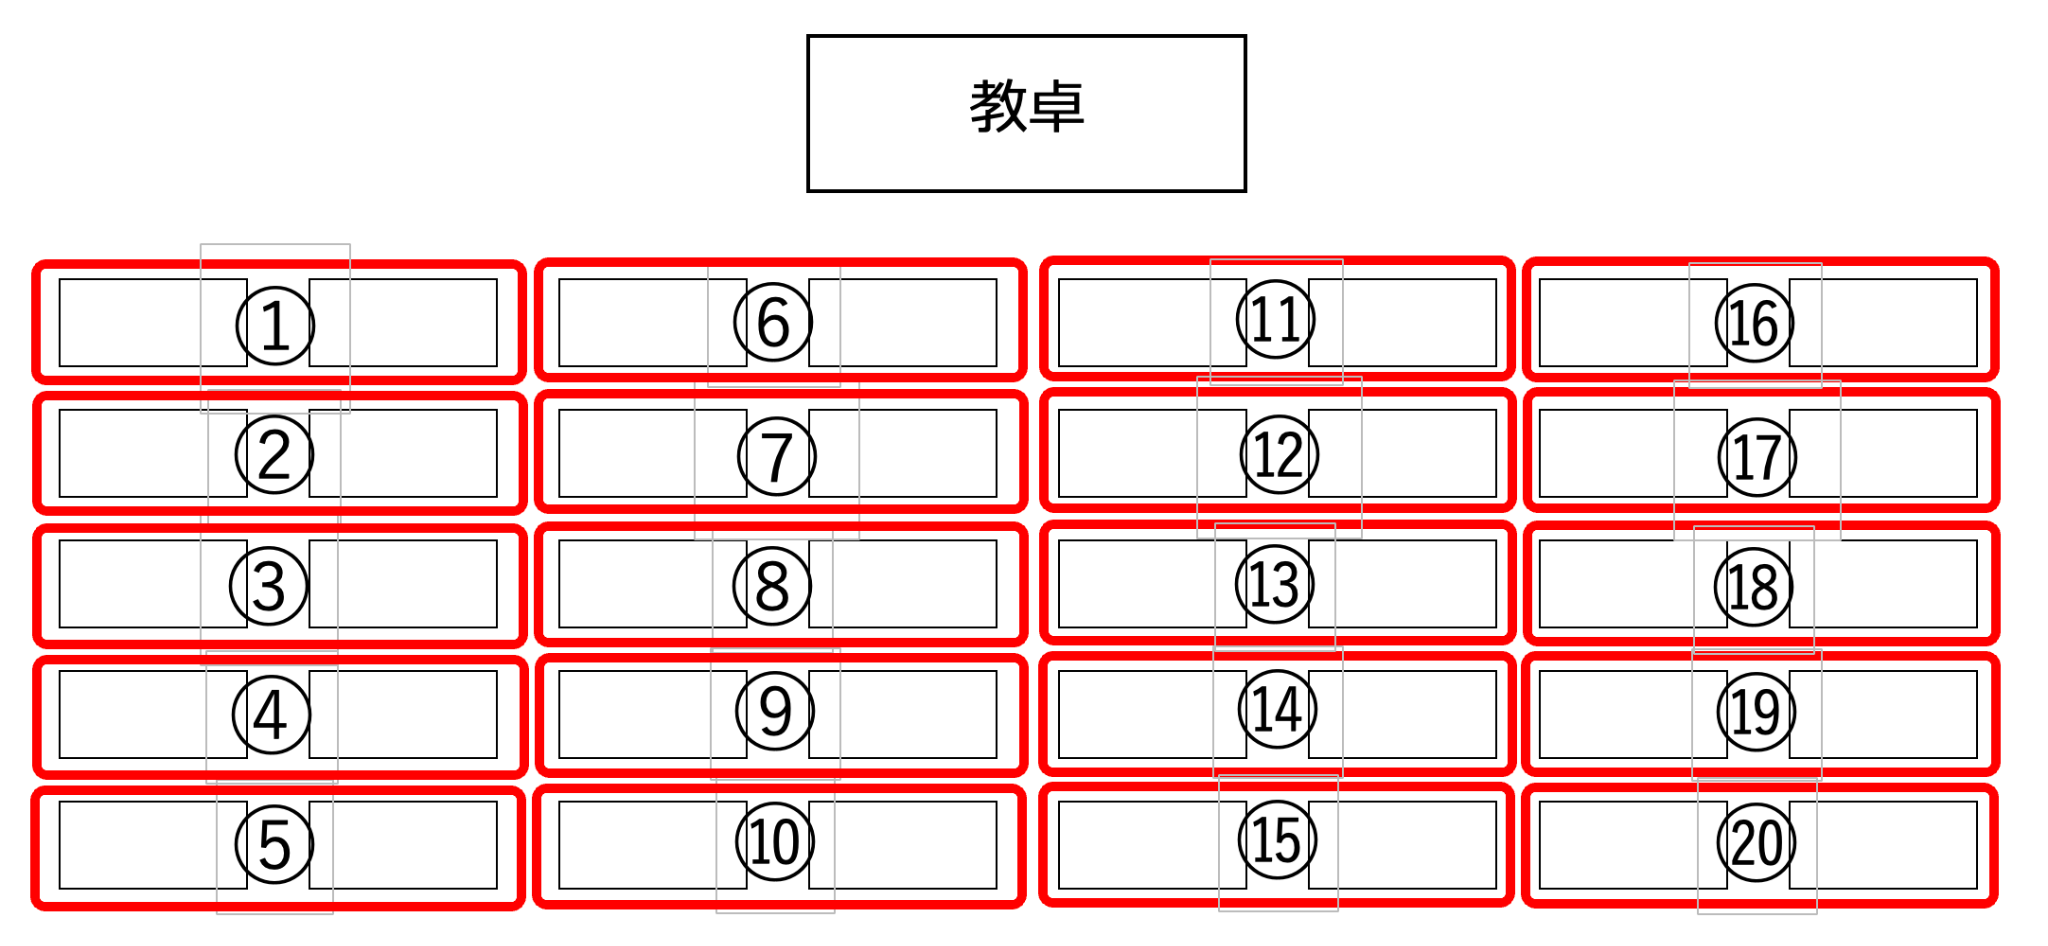 教卓
① ⑥ ⑪ ⑯
② ⑦ ⑫ ⑰
③ ⑧ ⑬ ⑱
④ ⑨ ⑭ ⑲
⑤ ⑩ ⑮ ⑳